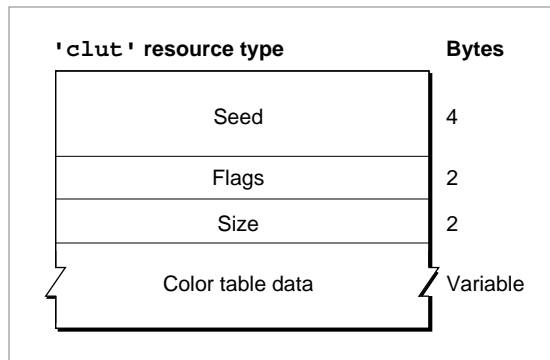 'clut' resource type Bytes
Seed 4
Flags 2
Size 2
Color table data Variable